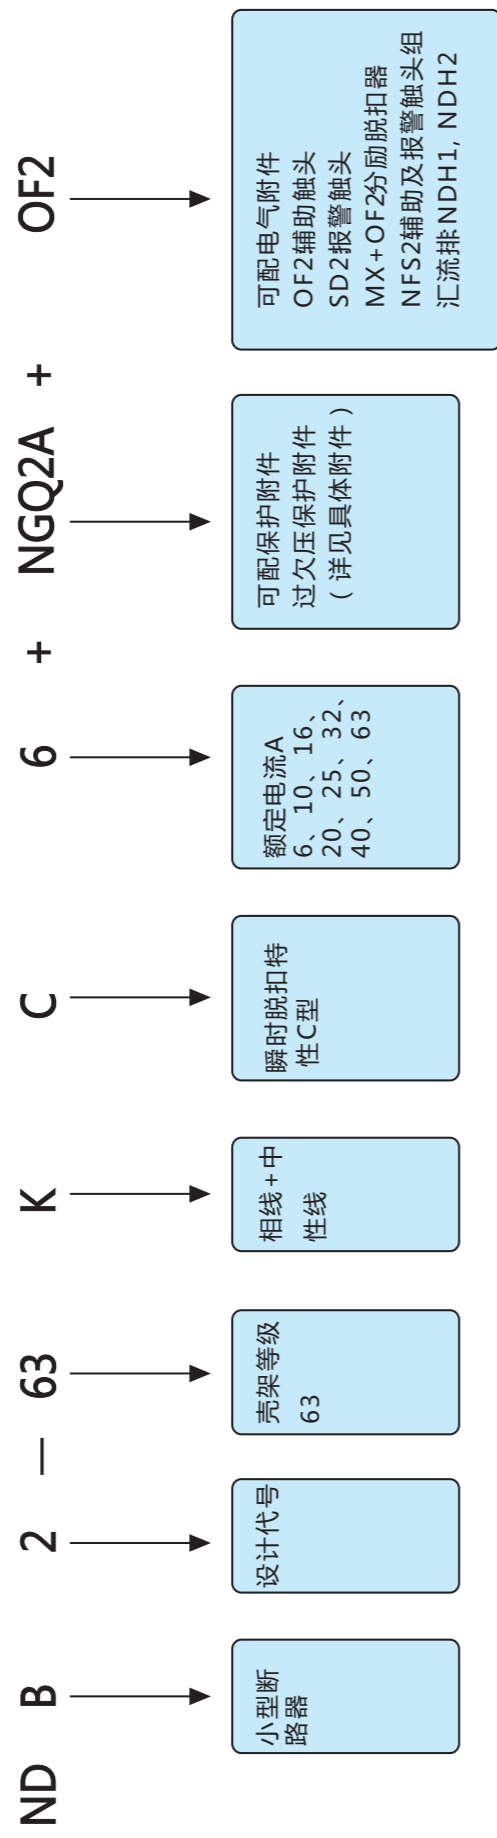 ND B 2 — 63 K C 6 + NGQ2A + OF2
小型断
路器
设计代号
壳架等级
63
相线+中
性线
瞬时脱扣特
性C型
额定电流A
6、10、16、
20、25、32、
40、50、63
可配保护附件
过欠压保护附件
(详见具体附件)
可配电气附件
OF2辅助触头
SD2报警触头
MX+OF2分励脱扣器
NFS2辅助及报警触头组
汇流排NDH1, NDH2